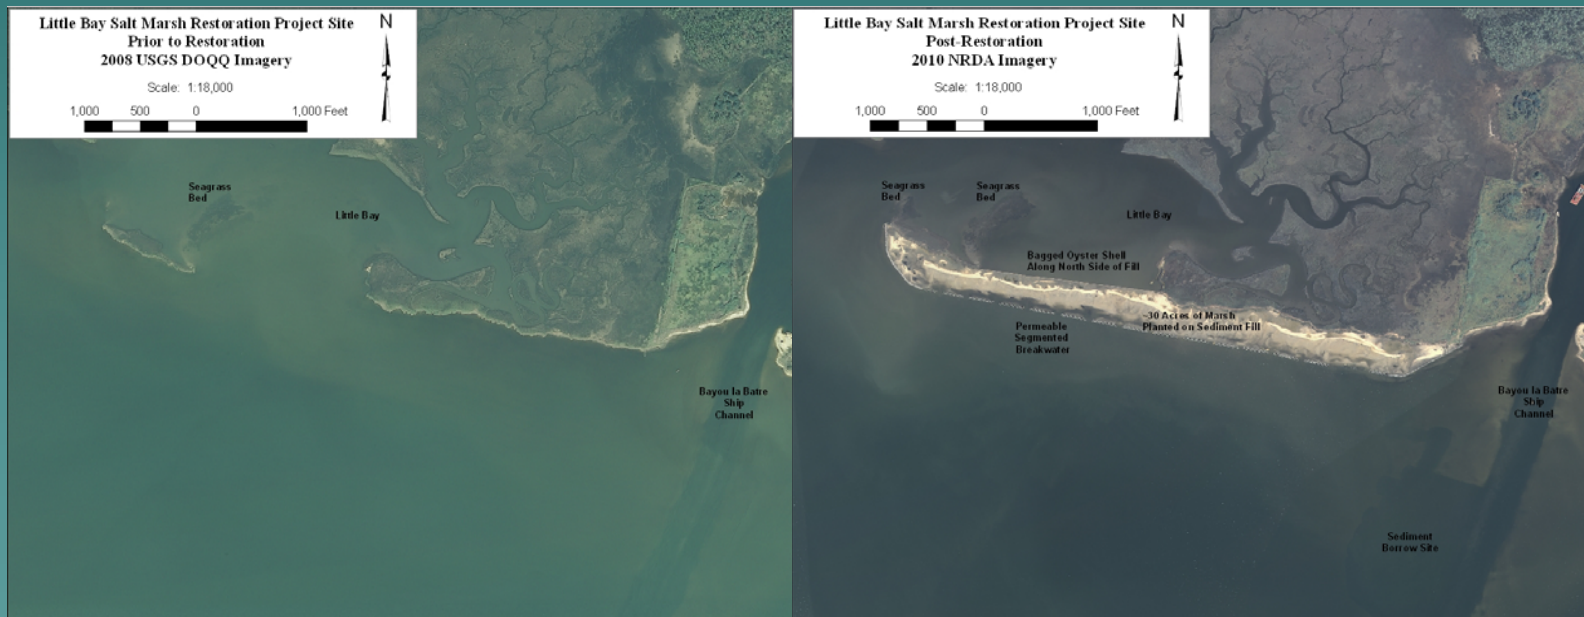 Little Bay Salt Marsh Restoration Project Site
Prior to Restoration
2008 USGS DOQQ Imagery
N
Scale: 1:18,000
1,000 500 0 1,000 Feet
Seagrass
Bed
Little Bay
Bayou la Batre
Ship
Channel
Little Bay Salt Marsh Restoration Project Site
Post-Restoration
2010 NRDA Imagery
N
Scale: 1:18,000
1,000 500 0 1,000 Feet
Seagrass
Bed
Seagrass
Bed
Little Bay
Bagged Oyster Shell
Along North Side of Fill
~30 Acres of Marsh
Planted on Sediment Fill
Permeable
Segmented
Breakwater
Bayou la Batre
Ship
Channel
Sediment
Borrow Site